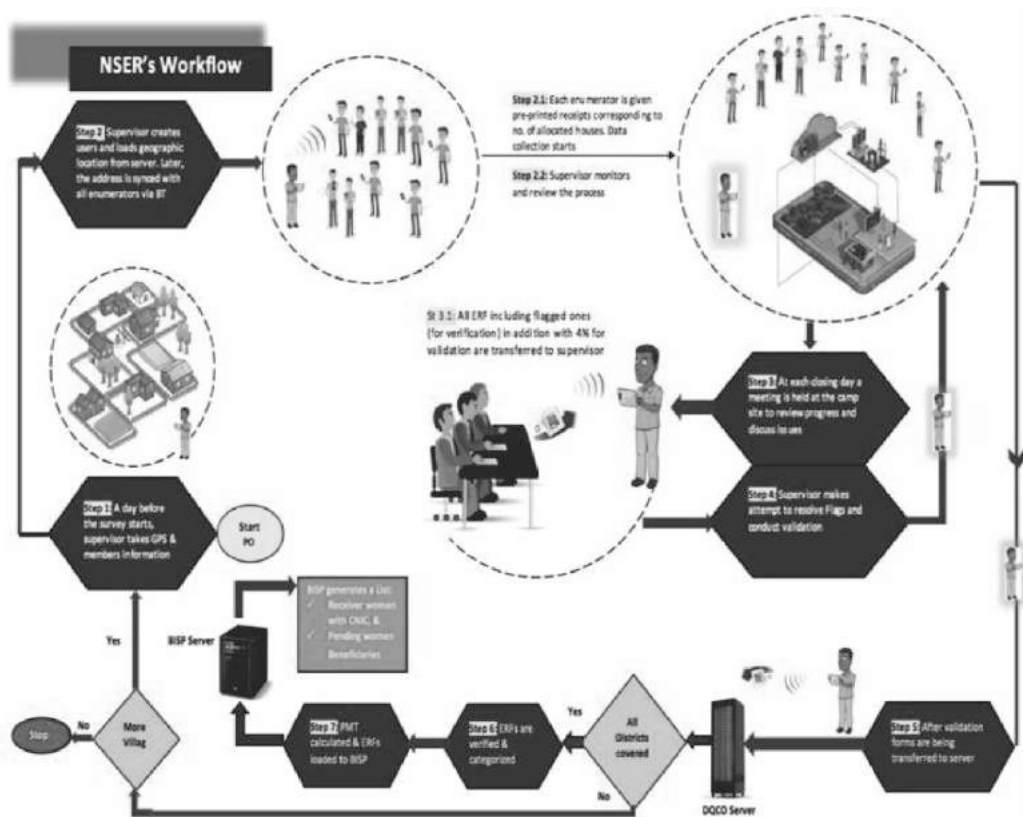 NSER's Workflow
Step 2: Supervisor creates
users and loads geographic
location from server. Later,
the address is synced with
all enumerators via BT
Step 2.1: Each enumerator is given
pre-printed receipts corresponding to
no. of allocated houses. Data
collection starts
Step 2.2: Supervisor monitors
and review the process
St 3.1: All ERF including flagged ones
(for verification) in addition with 4% for
validation are transferred to supervisor
Step 3: At each closing day a
meeting is held at the camp
site to review progress and
discuss issues
Step 4: Supervisor makes
attempt to resolve Flags and
conduct validation
Step 1: A day before
the survey starts,
supervisor takes GPS &
members information
Start
PO
BISP generates a List:
✓ Receiver women
with CNIC, &
✓ Pending women
Beneficiaries
BISP Server
Yes
Stop
No
More
Villag
Step 7: PMT
calculated & ERFs
loaded to BISP
Step 6: ERFs are
verified &
categorized
Yes
All
Districts
covered
No
DQCO Server
Step 5: After validation
forms are being
transferred to server